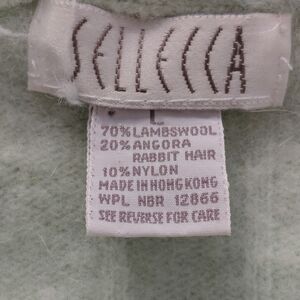 SELLECCA
L
70% LAMBSWOOL
20% ANGORA
RABBIT HAIR
10% NYLON
MADE IN HONG KONG
WPL NBR 12866
SEE REVERSE FOR CARE